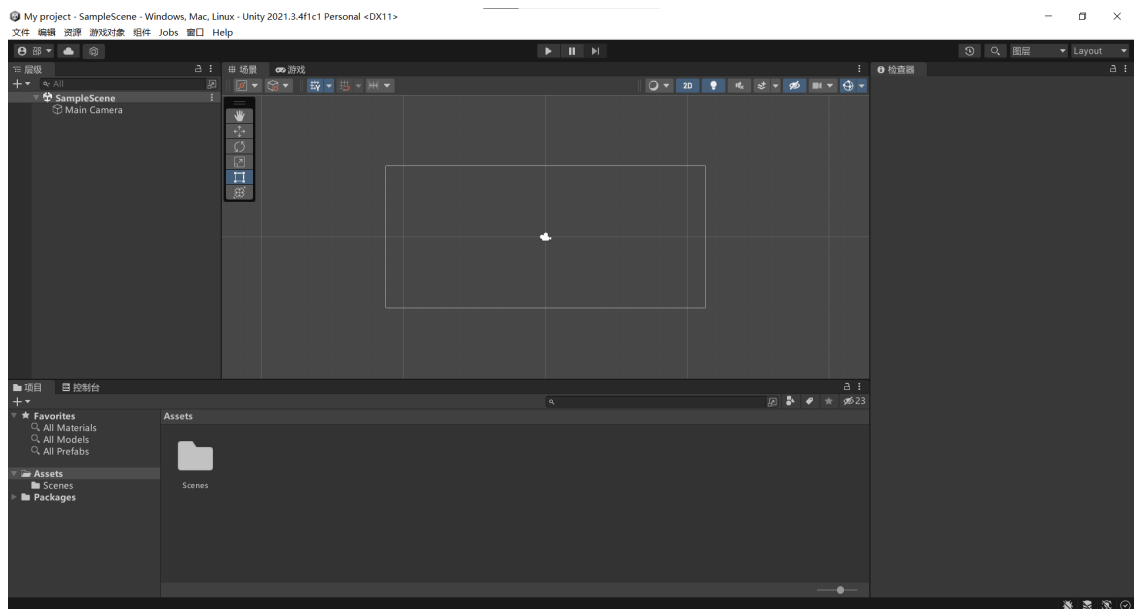 My project - SampleScene - Windows, Mac, Linux - Unity 2021.3.4f1c1 Personal <DX11>
文件 编辑 资源 游戏对象 组件 Jobs 窗口 Help
部 图层 Layout
层级 场景 游戏 检查器
All 2D
SampleScene
Main Camera
项目 控制台
23
Favorites Assets
All Materials
All Models
All Prefabs
Assets
Scenes Scenes
Packages